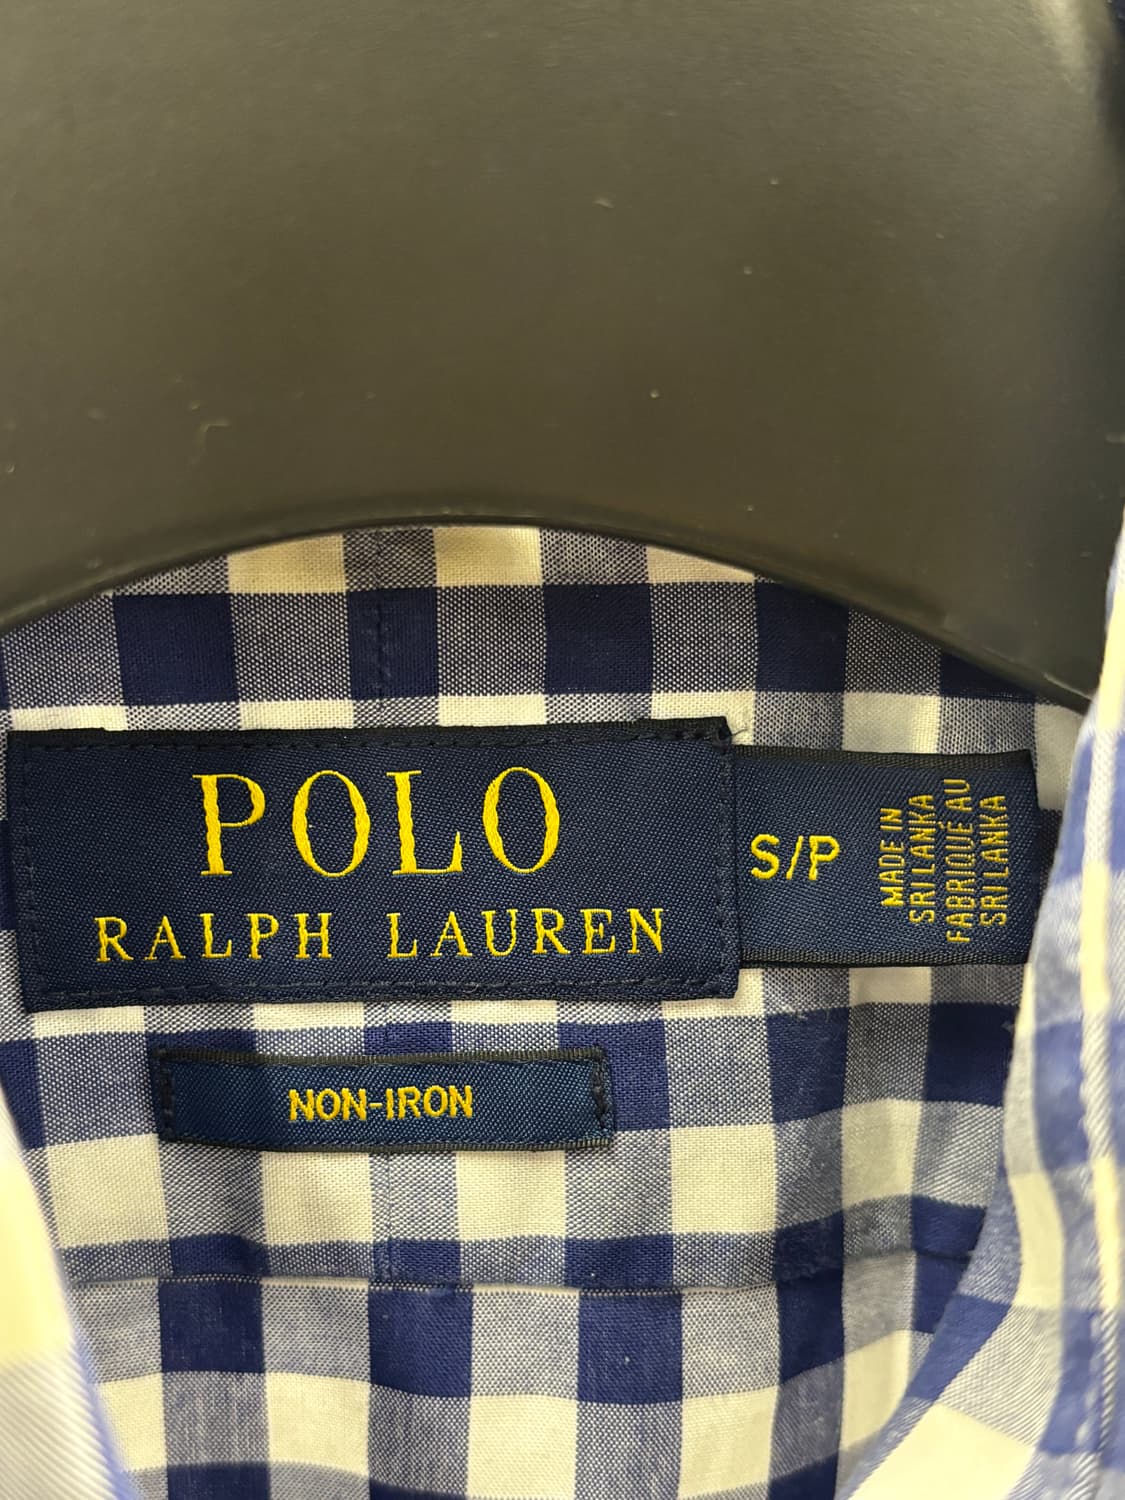 POLO
RALPH LAUREN
S/P
MADE IN
SRI LANKA
FABRIQUÉ AU
SRI LANKA
NON-IRON